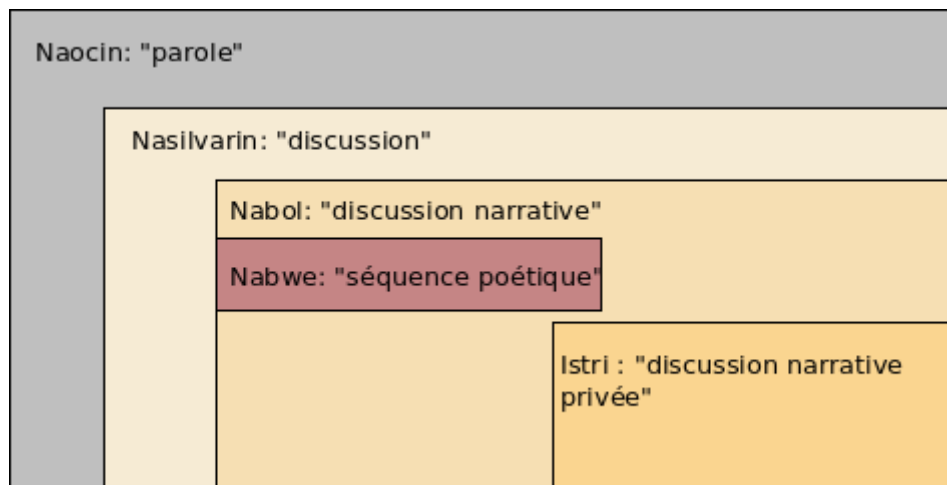 Naocin: "parole"
Nasilvarin: "discussion"
Nabol: "discussion narrative"
Nabwe: "séquence poétique"
Istri : "discussion narrative
privée"